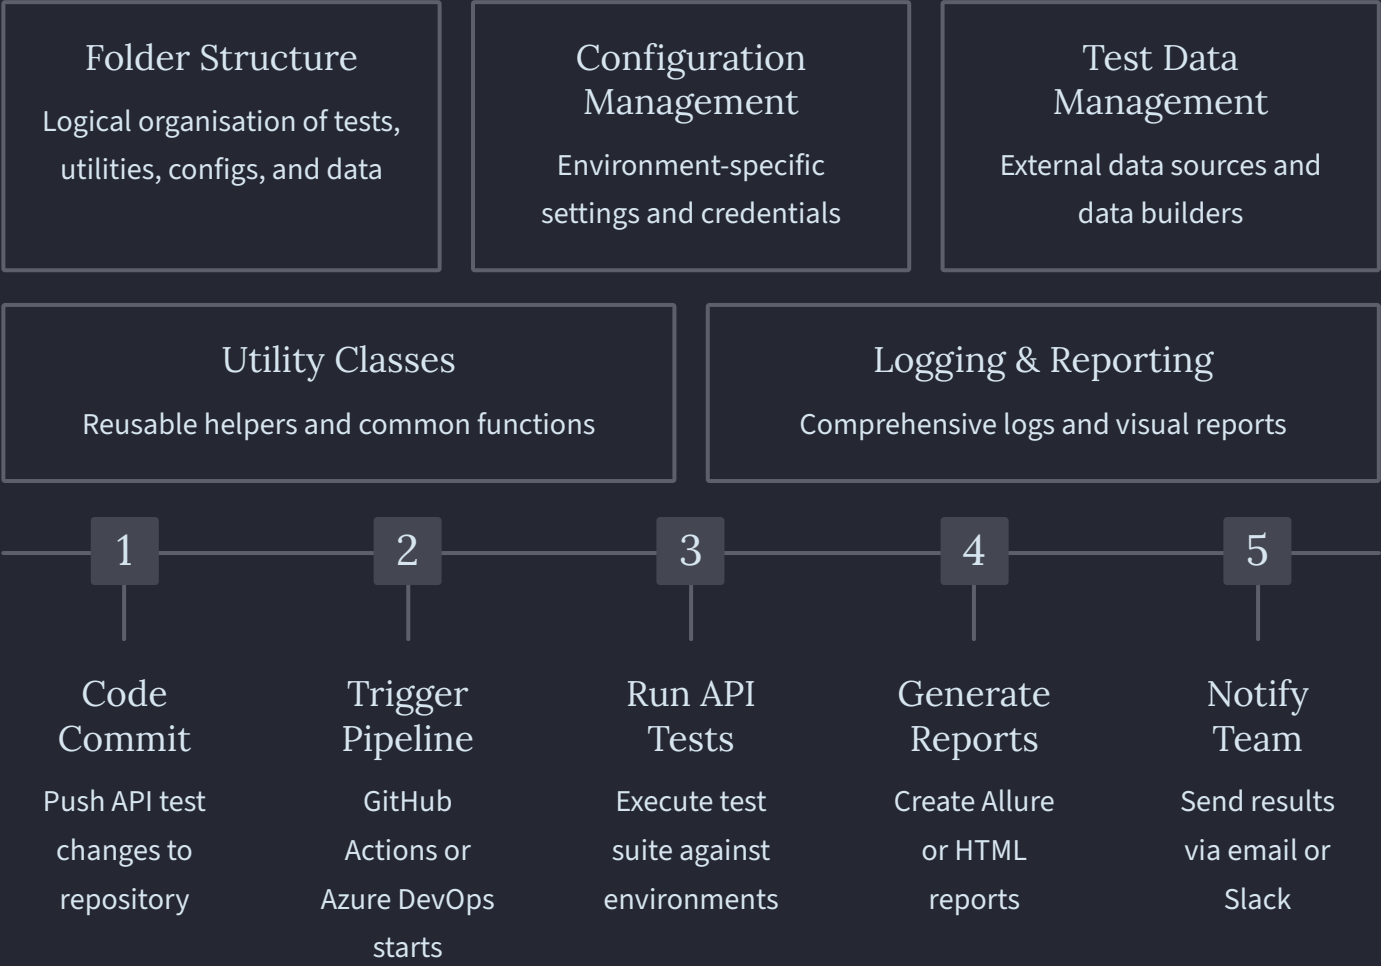 Folder Structure
Logical organisation of tests,
utilities, configs, and data
Configuration
Management
Environment-specific
settings and credentials
Test Data
Management
External data sources and
data builders
Utility Classes
Reusable helpers and common functions
Logging & Reporting
Comprehensive logs and visual reports
1
Code
Commit
Push API test
changes to
repository
2
Trigger
Pipeline
GitHub
Actions or
Azure DevOps
starts
3
Run API
Tests
Execute test
suite against
environments
4
Generate
Reports
Create Allure
or HTML
reports
5
Notify
Team
Send results
via email or
Slack